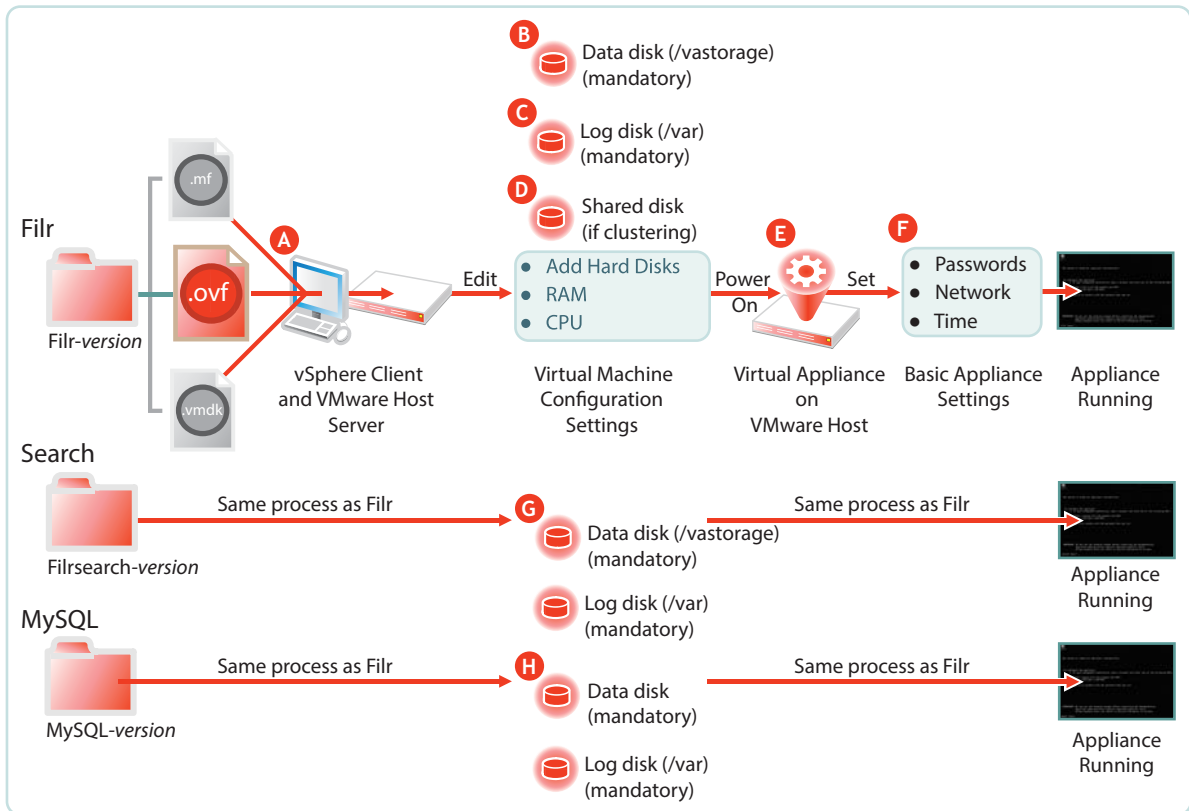 B
Data disk (/vastorage)
(mandatory)
C
Log disk (/var)
(mandatory)
D
Shared disk
(if clustering)
Filr
.mf
.ovf
.vmdk
Filr-version
A
vSphere Client
and VMware Host
Server
Edit
• Add Hard Disks
• RAM
• CPU
Virtual Machine
Configuration
Settings
Power
On
E
Virtual Appliance
on
VMware Host
Set
F
• Passwords
• Network
• Time
Basic Appliance
Settings
Appliance
Running
Search
Filrsearch-version
Same process as Filr
G
Data disk (/vastorage)
(mandatory)
Log disk (/var)
(mandatory)
Same process as Filr
Appliance
Running
MySQL
MySQL-version
Same process as Filr
H
Data disk
(mandatory)
Log disk (/var)
(mandatory)
Same process as Filr
Appliance
Running